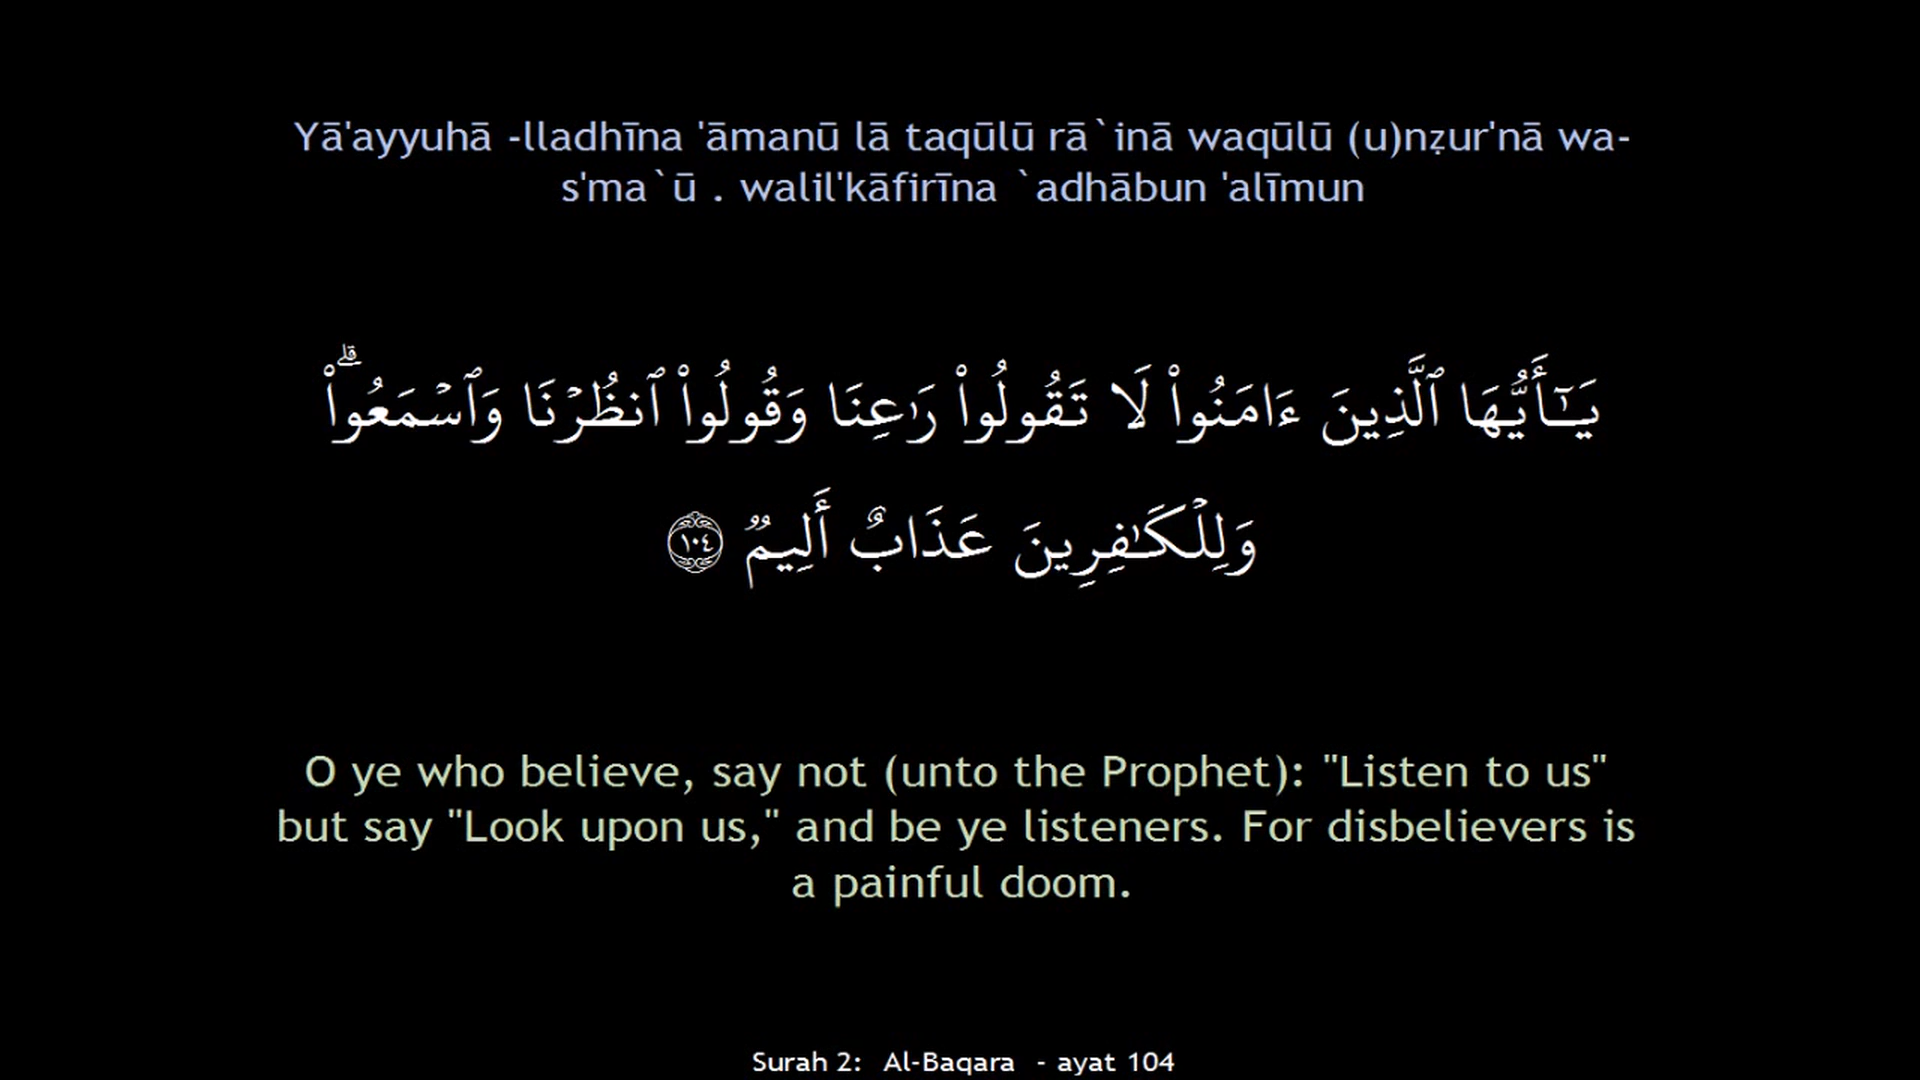 Yā'ayyuhā -lladhīna 'āmanū lā taqūlū rā`inā waqūlū (u)nẓur'nā wa-
s'ma`ū . walil'kāfirīna `adhābun 'alīmun
يَـٰٓأَيُّهَا ٱلَّذِينَ ءَامَنُوا۟ لَا تَقُولُوا۟ رَٰعِنَا وَقُولُوا۟ ٱنظُرْنَا وَٱسْمَعُوا۟ ۗ
وَلِلْكَـٰفِرِينَ عَذَابٌ أَلِيمٌ ١٠٤
O ye who believe, say not (unto the Prophet): "Listen to us"
but say "Look upon us," and be ye listeners. For disbelievers is
a painful doom.
Surah 2: Al-Baqara - ayat 104